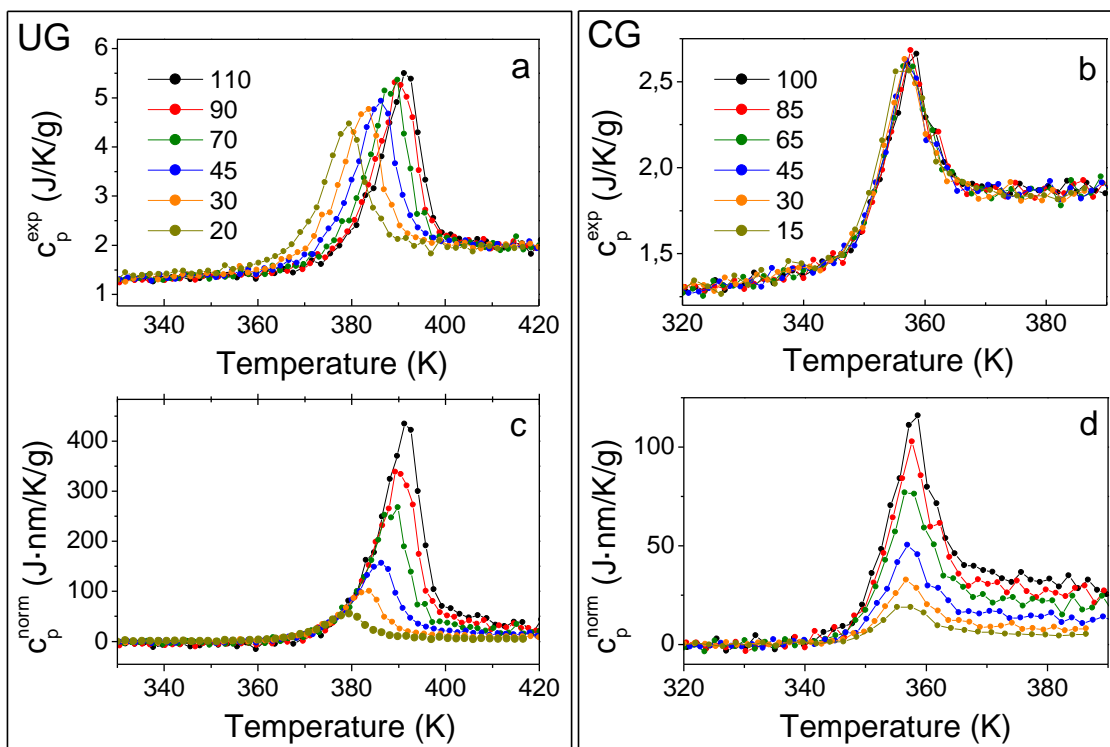 UG
a
c_p^exp (J/K/g)
6
5
4
3
2
1
110
90
70
45
30
20
340 360 380 400 420
Temperature (K)
CG
b
c_p^exp (J/K/g)
2,5
2,0
1,5
100
85
65
45
30
15
320 340 360 380
Temperature (K)
c
c_p^norm (J·nm/K/g)
400
300
200
100
0
340 360 380 400 420
Temperature (K)
d
c_p^norm (J·nm/K/g)
100
50
0
320 340 360 380
Temperature (K)